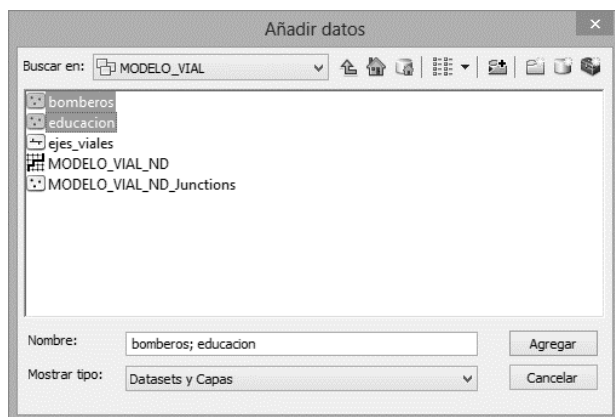 Añadir datos
Buscar en: MODELO_VIAL
bomberos
educacion
ejes_viales
MODELO_VIAL_ND
MODELO_VIAL_ND_Junctions
Nombre: bomberos; educacion Agregar
Mostrar tipo: Datasets y Capas Cancelar